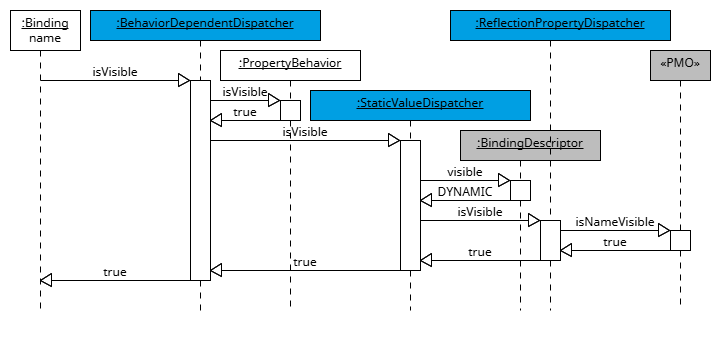 :Binding
name
:BehaviorDependentDispatcher
:ReflectionPropertyDispatcher
:PropertyBehavior
«PMO»
isVisible
isVisible
:StaticValueDispatcher
true
isVisible
:BindingDescriptor
visible
DYNAMIC
isVisible
isNameVisible
true
true
true
true